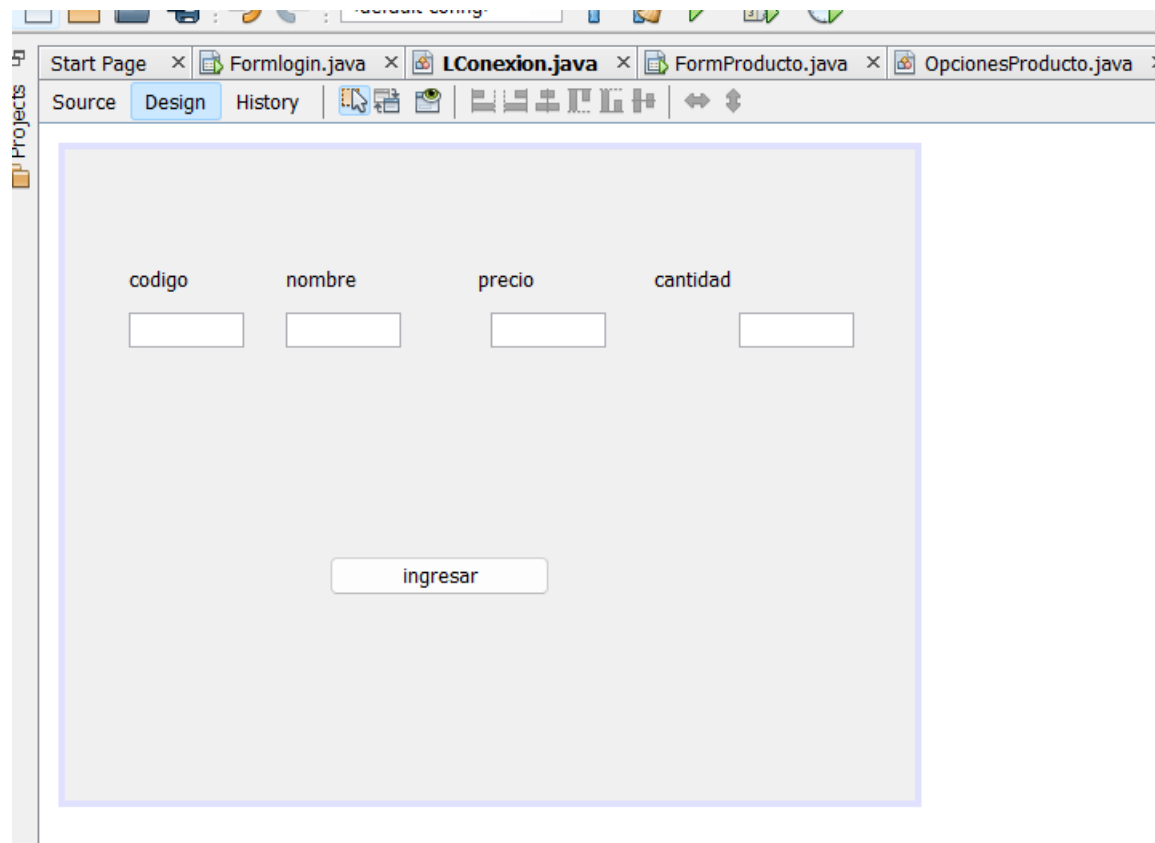 Start Page Formlogin.java LConexion.java FormProducto.java OpcionesProducto.java
Source Design History
Projects
codigo nombre precio cantidad
ingresar